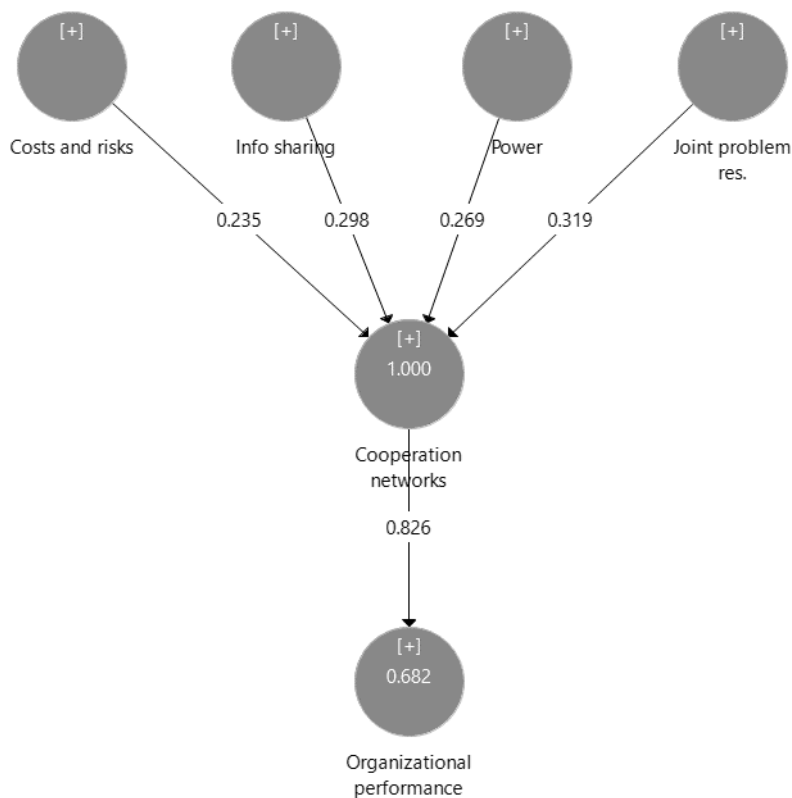 [+] [+] [+] [+]
Costs and risks Info sharing Power Joint problem
res.
0.235 0.298 0.269 0.319
[+]
1.000
Cooperation
networks
0.826
[+]
0.682
Organizational
performance